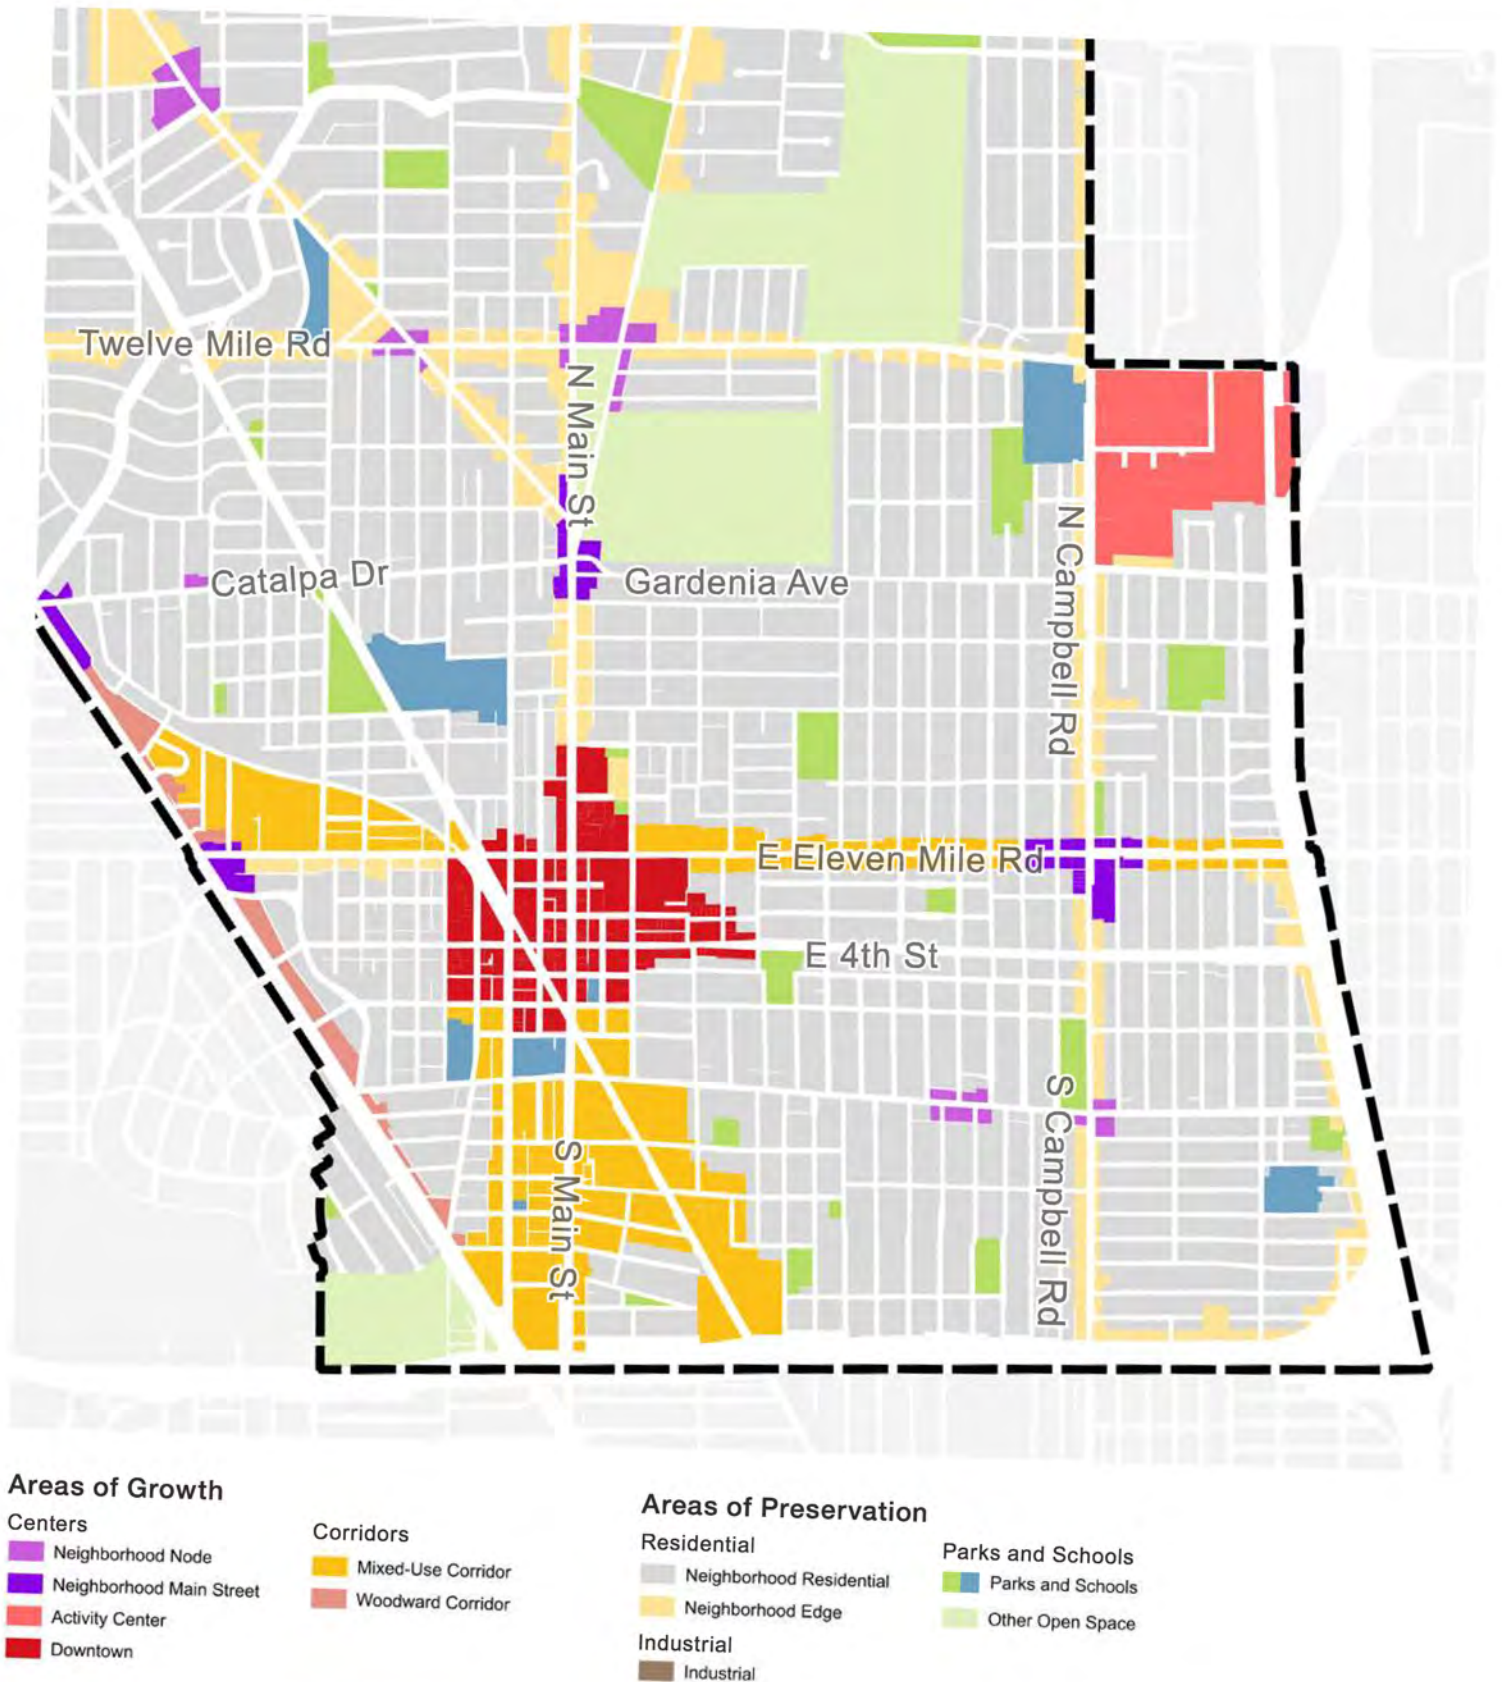 Twelve Mile Rd
N Main St
Catalpa Dr
Gardenia Ave
N Campbell Rd
E Eleven Mile Rd
E 4th St
S Main St
S Campbell Rd
Areas of Growth
Centers
Neighborhood Node
Neighborhood Main Street
Activity Center
Downtown
Corridors
Mixed-Use Corridor
Woodward Corridor
Areas of Preservation
Residential
Neighborhood Residential
Neighborhood Edge
Industrial
Industrial
Parks and Schools
Parks and Schools
Other Open Space